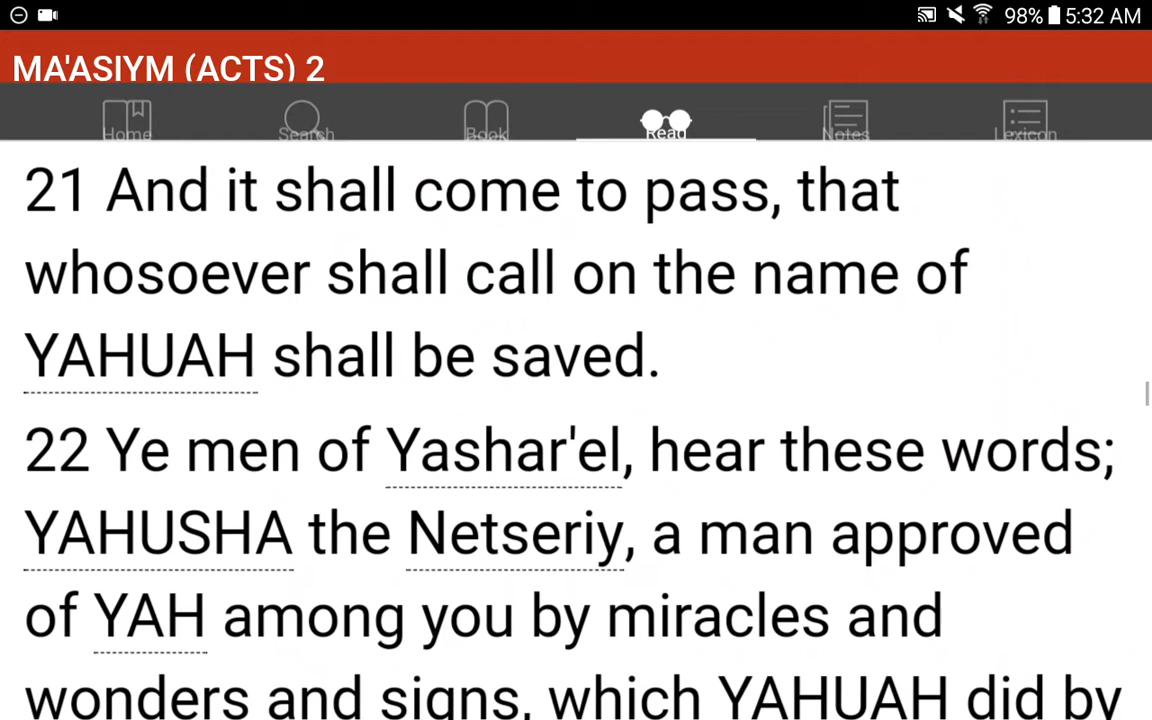 98% 5:32 AM
MA'ASIYM (ACTS) 2
Home Search Book Read Notes Lexicon
21 And it shall come to pass, that
whosoever shall call on the name of
YAHUAH shall be saved.
22 Ye men of Yashar'el, hear these words;
YAHUSHA the Netseriy, a man approved
of YAH among you by miracles and
wonders and signs, which YAHUAH did by